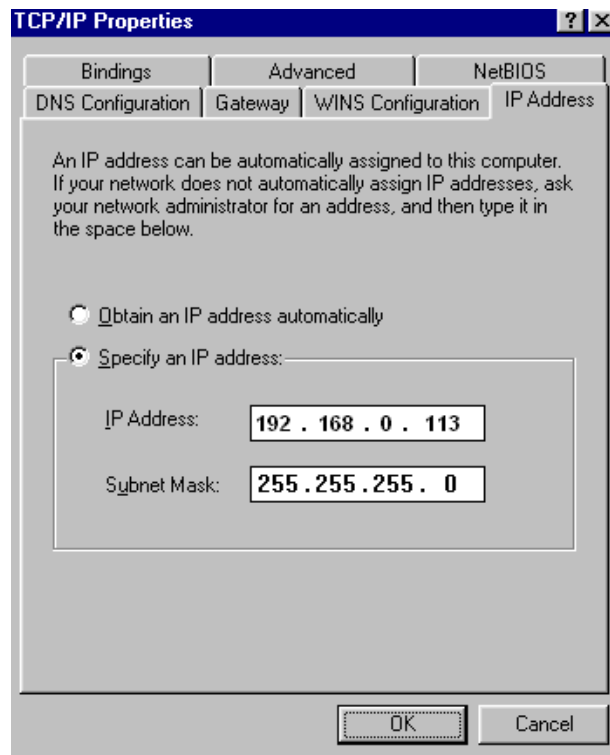 TCP/IP Properties ? X
Bindings Advanced NetBIOS
DNS Configuration Gateway WINS Configuration IP Address
An IP address can be automatically assigned to this computer.
If your network does not automatically assign IP addresses, ask
your network administrator for an address, and then type it in
the space below.
Obtain an IP address automatically
Specify an IP address:
IP Address: 192 . 168 . 0 . 113
Subnet Mask: 255 . 255 . 255 . 0
OK Cancel